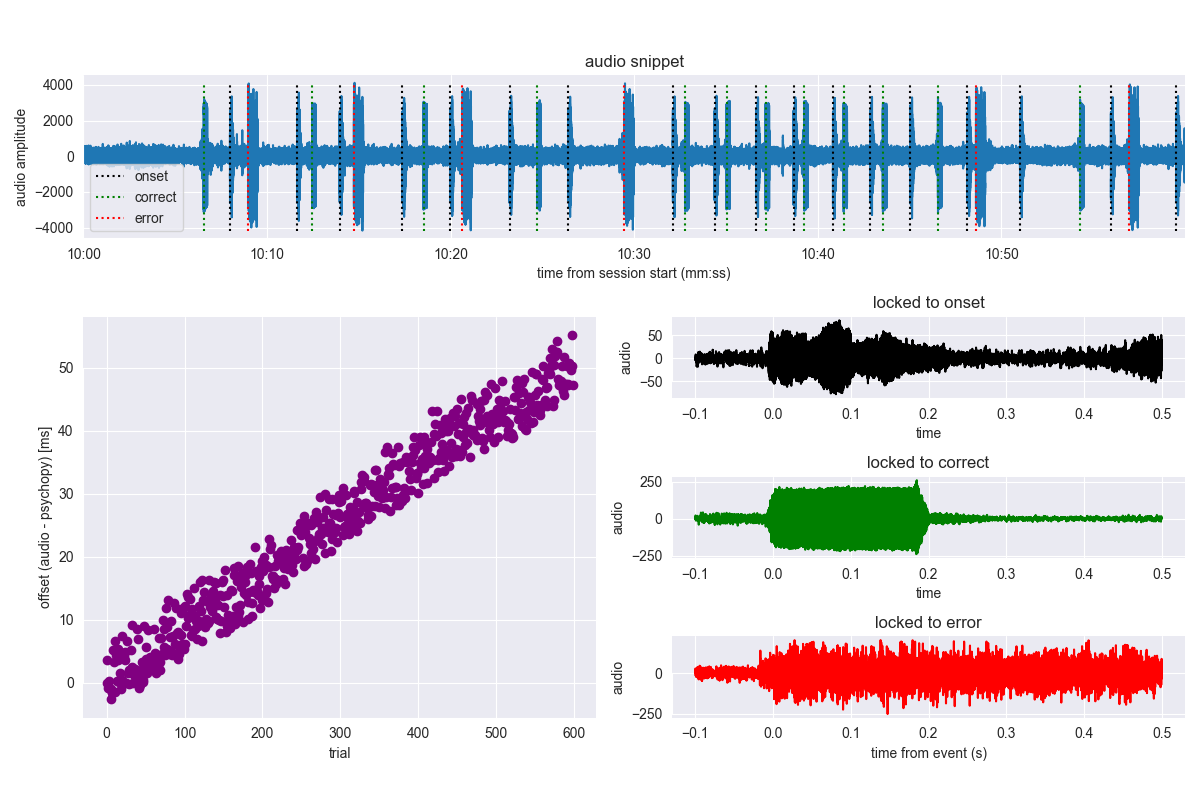 audio snippet
4000
2000
0
−2000
−4000
audio amplitude
onset
correct
error
10:00 10:10 10:20 10:30 10:40 10:50
time from session start (mm:ss)
50
40
30
20
10
0
offset (audio - psychopy) [ms]
0 100 200 300 400 500 600
trial
locked to onset
50
0
−50
audio
−0.1 0.0 0.1 0.2 0.3 0.4 0.5
time
locked to correct
250
0
−250
audio
−0.1 0.0 0.1 0.2 0.3 0.4 0.5
time
locked to error
0
−250
audio
−0.1 0.0 0.1 0.2 0.3 0.4 0.5
time from event (s)